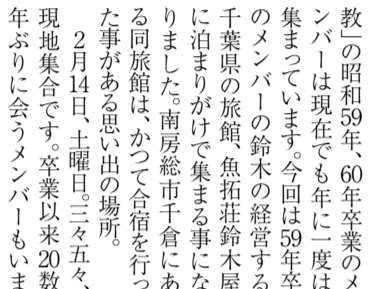 教」の昭和59年、60年卒業のメ
ンバーは現在でも年に一度は
集まっています。今回は59年卒
のメンバーの鈴木の経営する
千葉県の旅館、魚拓荘鈴木屋
に泊まりがけで集まる事にな
りました。南房総市千倉にあ
る同旅館は、かつて合宿を行っ
た事がある思い出の場所。
2月14日、土曜日。三々五々、
現地集合です。卒業以来20数
年ぶりに会うメンバーもいま